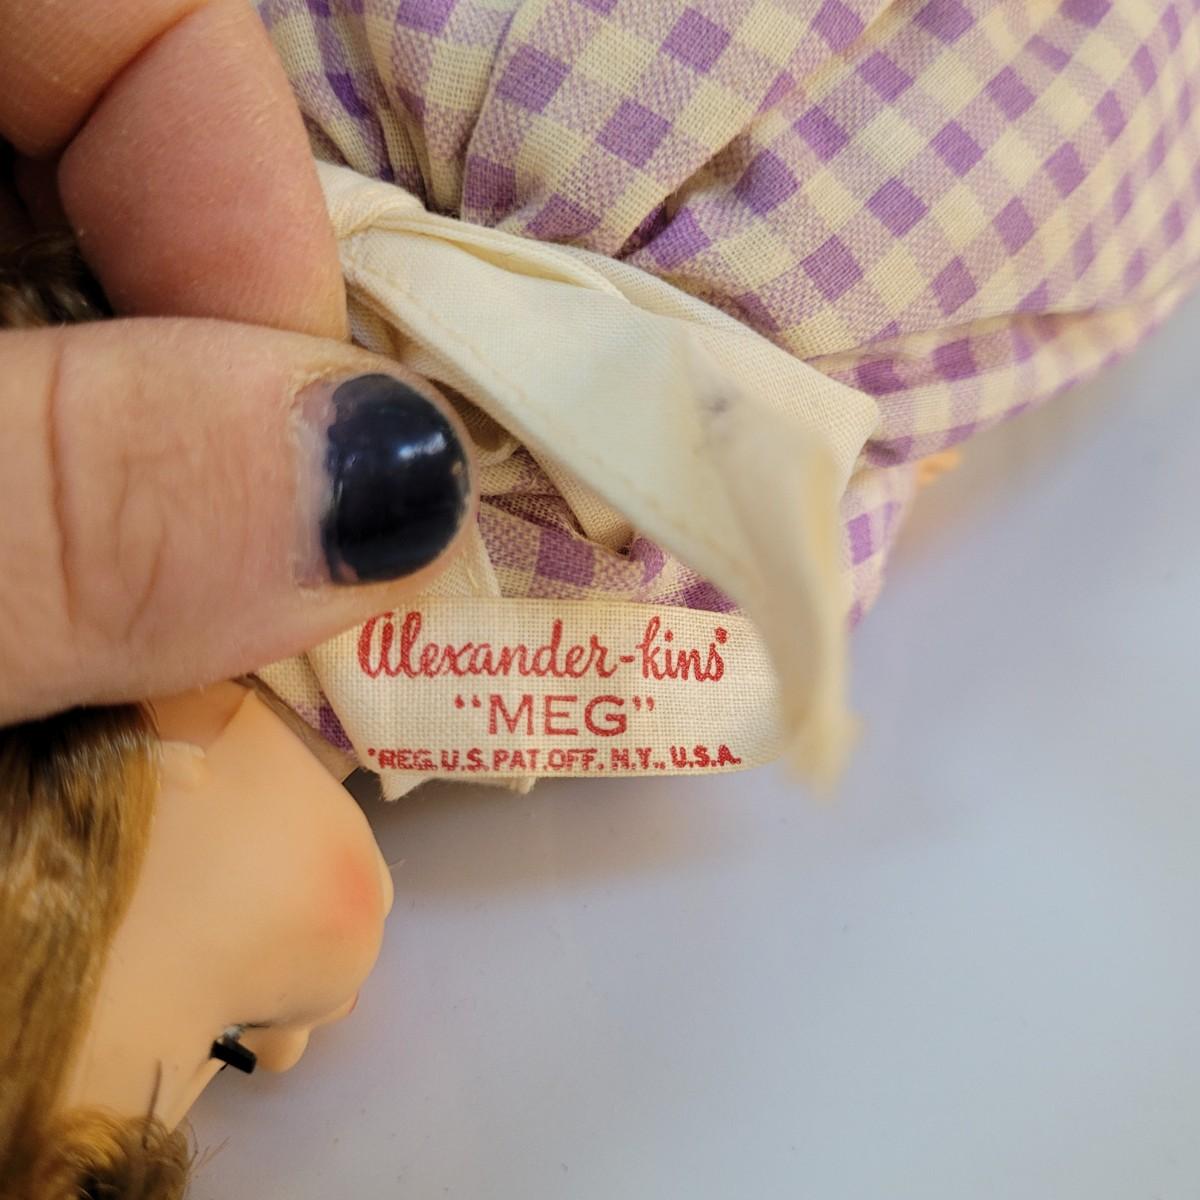 Alexander-kins*
“MEG”
*REG. U.S. PAT. OFF. N.Y., U.S.A.